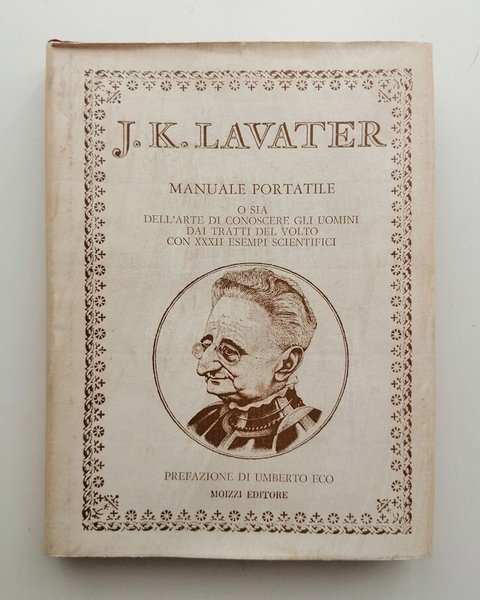 J. K. LAVATER
MANUALE PORTATILE
O SIA
DELL'ARTE DI CONOSCERE GLI UOMINI
DAI TRATTI DEL VOLTO
CON XXXII ESEMPI SCIENTIFICI
PREFAZIONE DI UMBERTO ECO
MOIZZI EDITORE